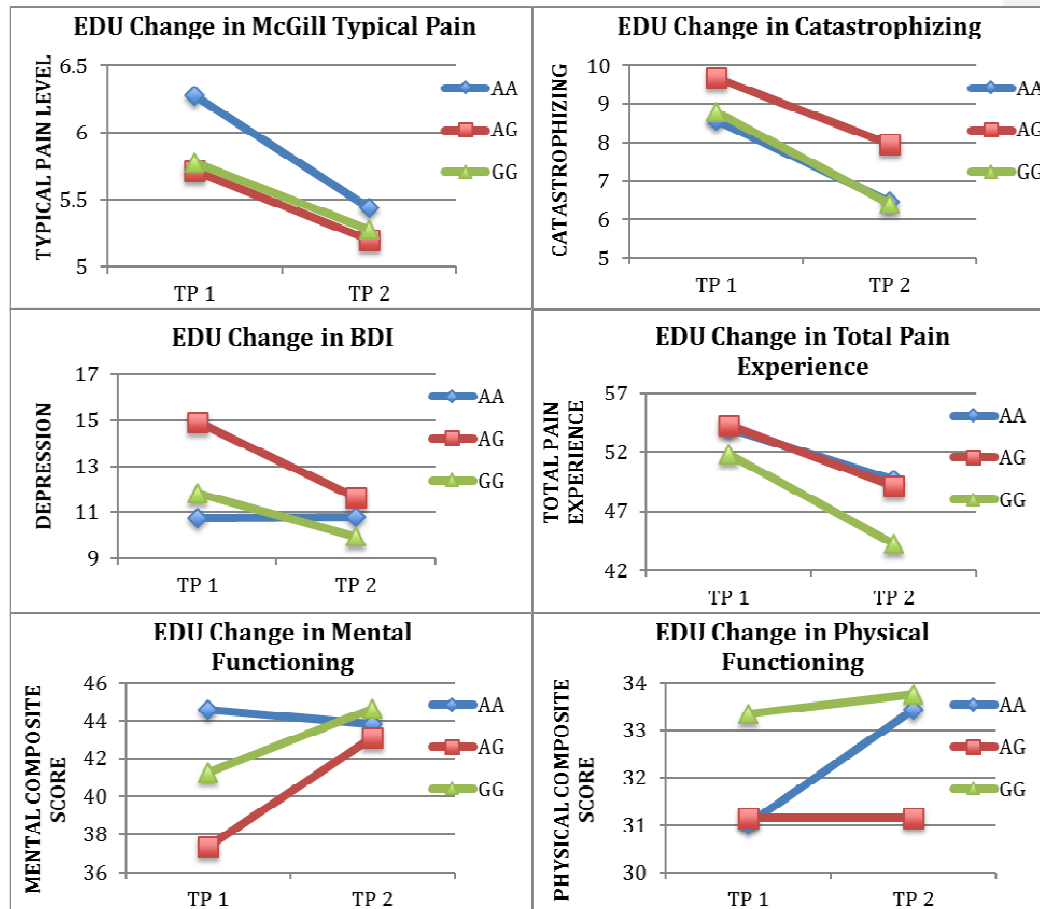 EDU Change in McGill Typical Pain
TYPICAL PAIN LEVEL
6.5
6
5.5
5
TP 1
TP 2
AA
AG
GG
EDU Change in Catastrophizing
CATASTROPHIZING
10
9
8
7
6
5
TP 1
TP 2
AA
AG
GG
EDU Change in BDI
DEPRESSION
17
15
13
11
9
TP 1
TP 2
AA
AG
GG
EDU Change in Total Pain
Experience
TOTAL PAIN
EXPERIENCE
57
52
47
42
TP 1
TP 2
AA
AG
GG
EDU Change in Mental
Functioning
MENTAL COMPOSITE
SCORE
46
44
42
40
38
36
TP 1
TP 2
AA
AG
GG
EDU Change in Physical
Functioning
PHYSICAL COMPOSITE
SCORE
34
33
32
31
30
TP 1
TP 2
AA
AG
GG